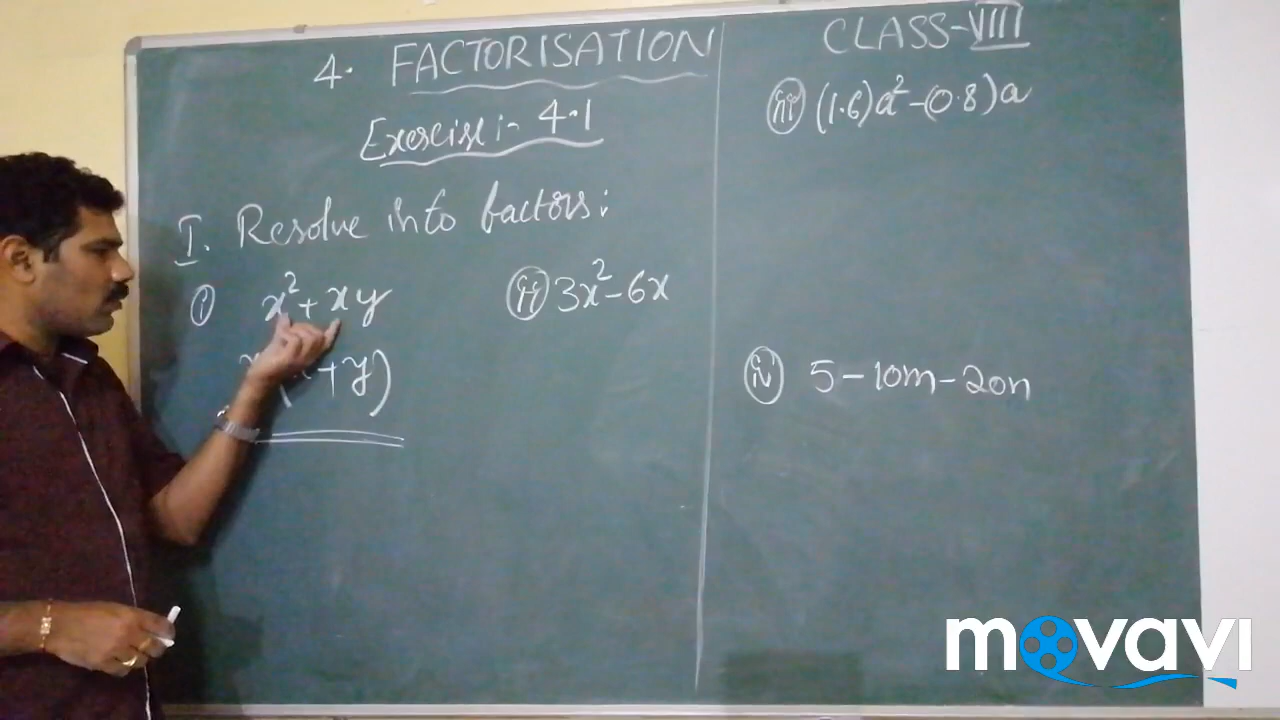 4. FACTORISATION
Exercise:- 4.1
I. Resolve into factors:
(i) x² + xy
(x + y)
(ii) 3x² - 6x
CLASS-VIII
(iii) (1.6)a² - (0.8)a
(iv) 5 - 10m - 20n
movavi